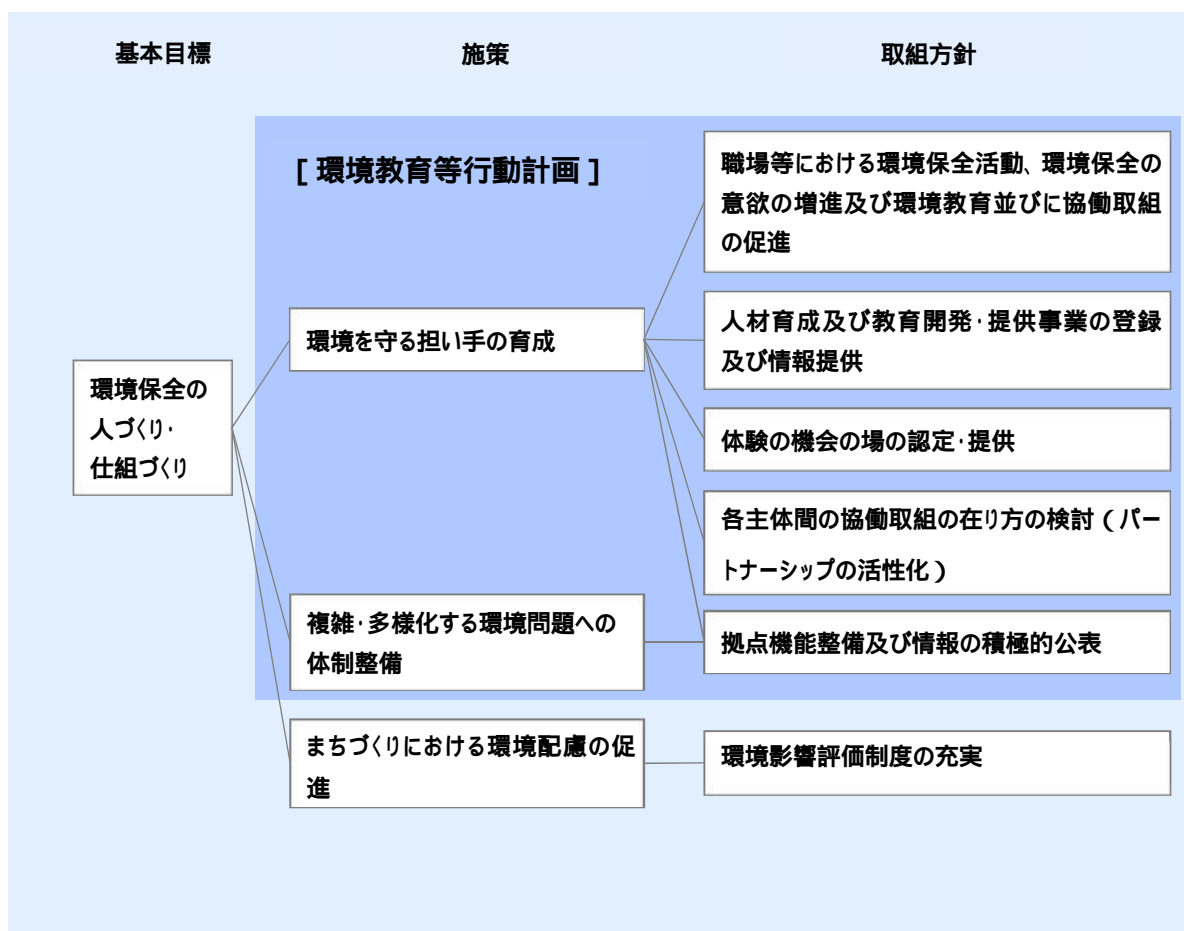 基本目標
施策
取組方針
[ 環境教育等行動計画 ]
職場等における環境保全活動、環境保全の
意欲の増進及び環境教育並びに協働取組
の促進
環境を守る担い手の育成
人材育成及び教育開発・提供事業の登録
及び情報提供
環境保全の
人づくり・
仕組づくり
体験の機会の場の認定・提供
各主体間の協働取組の在り方の検討(パー
トナーシップの活性化)
複雑・多様化する環境問題への
体制整備
拠点機能整備及び情報の積極的公表
まちづくりにおける環境配慮の促
進
環境影響評価制度の充実